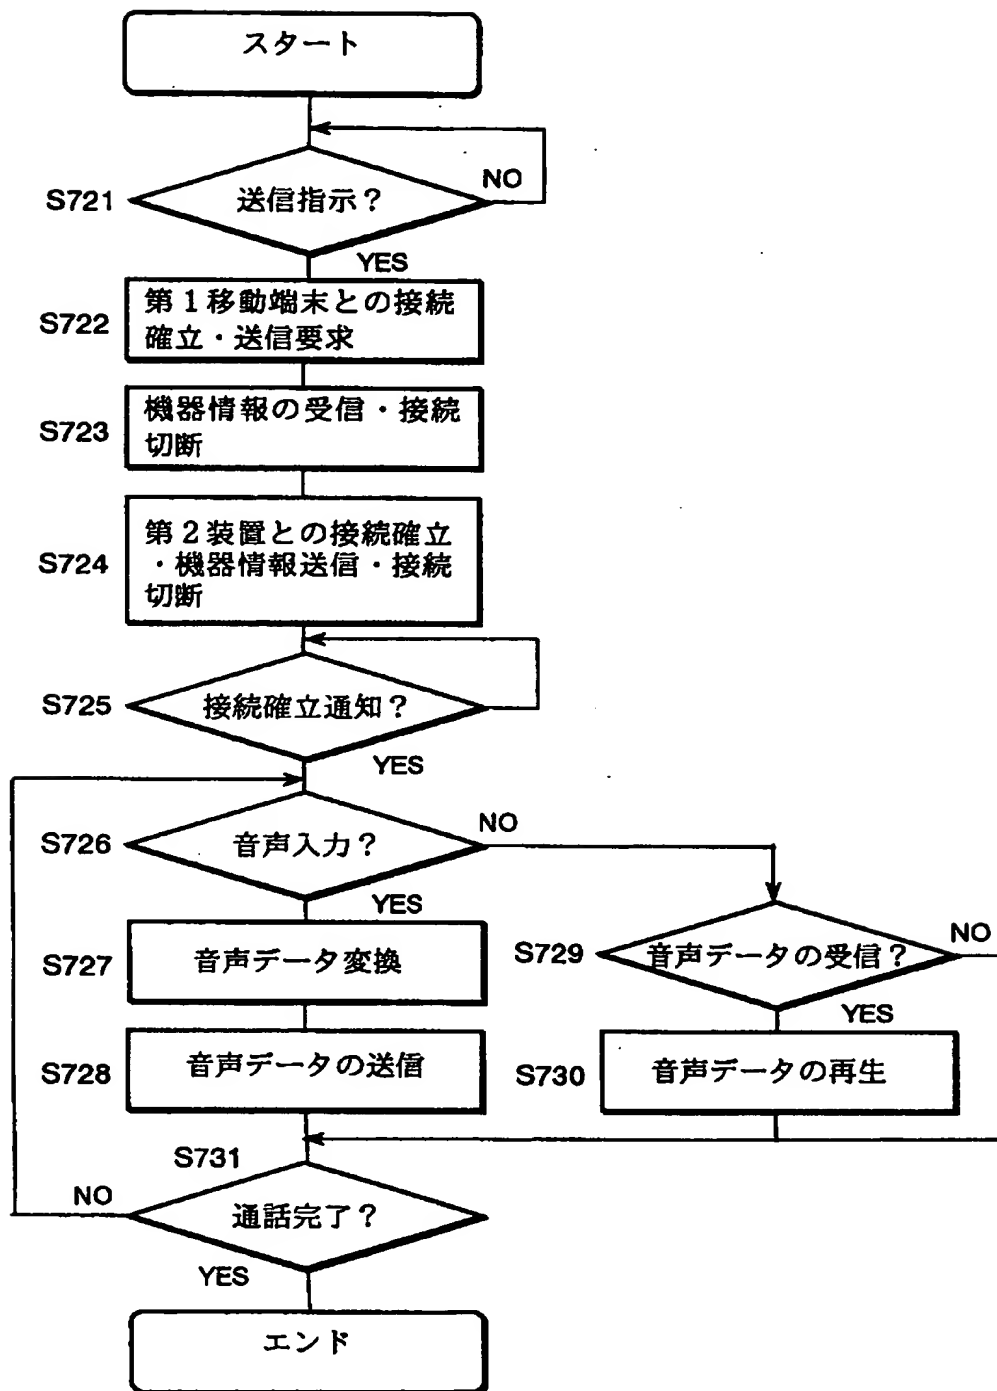 スタート
S721
送信指示？
NO
YES
S722
第1移動端末との接続
確立・送信要求
S723
機器情報の受信・接続
切断
S724
第2装置との接続確立
・機器情報送信・接続
切断
S725
接続確立通知？
YES
S726
音声入力？
NO
YES
S727
音声データ変換
S728
音声データの送信
S729
音声データの受信？
NO
YES
S730
音声データの再生
S731
通話完了？
NO
YES
エンド